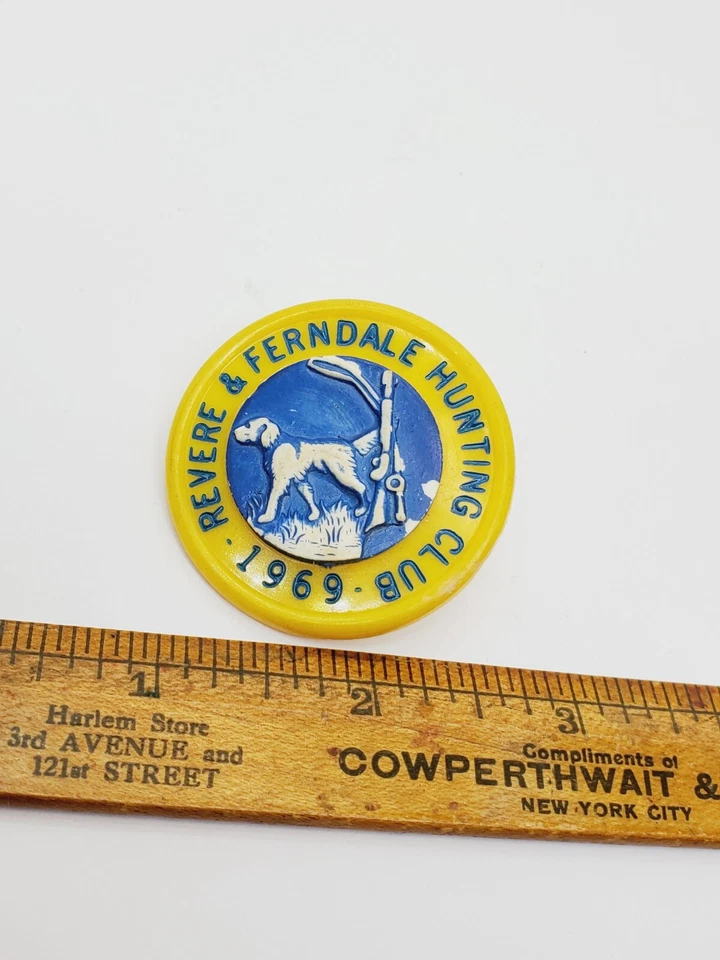 REVERE & FERNDALE HUNTING CLUB
· 1969 ·
1 2 3
Harlem Store
3rd AVENUE and
121st STREET
Compliments of
COWPERTHWAIT &
NEW YORK CITY